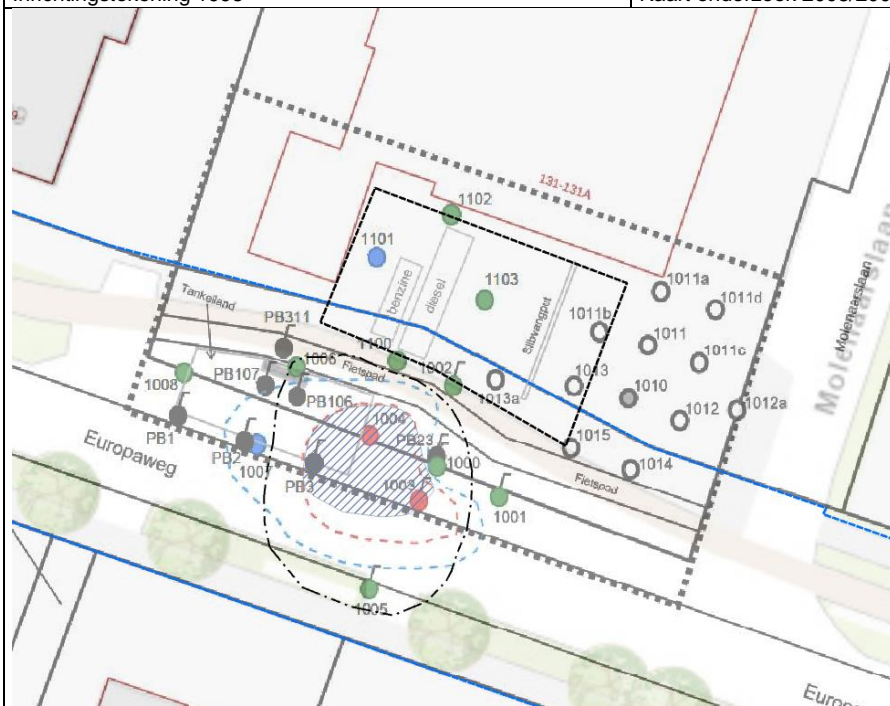 131-131A
1102
1101
benzine
diesel
1103
Slibvangput
1011a
1011d
1011b
1011
1011c
Molenaarslaan
Molenaarslaan
Tankeiland
PB311
1100
1006
Fietspad
1002
1008
PB107
PB106
1013a
1013
1010
1012
1012a
PB1
1004
PB23
1015
Europaweg
PB2
1007
PB3
1000
1014
Fietspad
1003
1001
1005